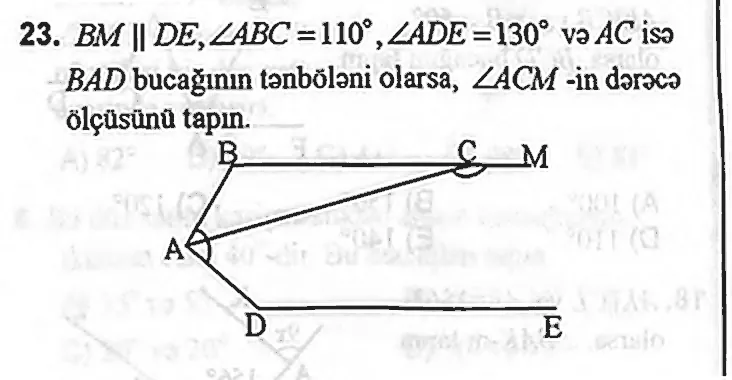 23. BM || DE, ∠ABC = 110°, ∠ADE = 130° və AC isə
BAD bucağının tənböləni olarsa, ∠ACM -in dərəcə
ölçüsünü tapın.
B C M
A
D E